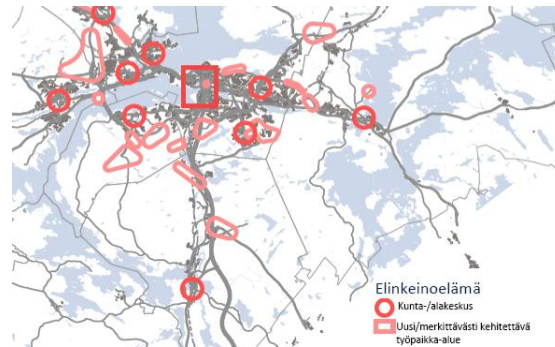 Elinkeinoelämä
Kunta-/alakeskus
Uusi/merkittävästi kehitettävä
työpaikka-alue